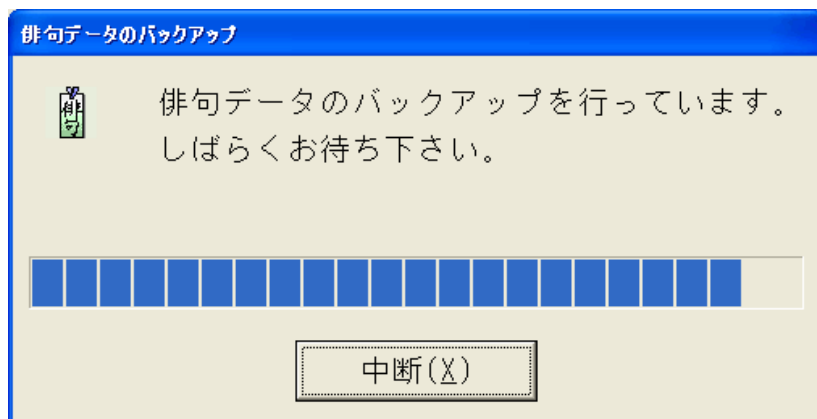 俳句データのバックアップ
俳句
俳句データのバックアップを行っています。
しばらくお待ち下さい。
中断(X)